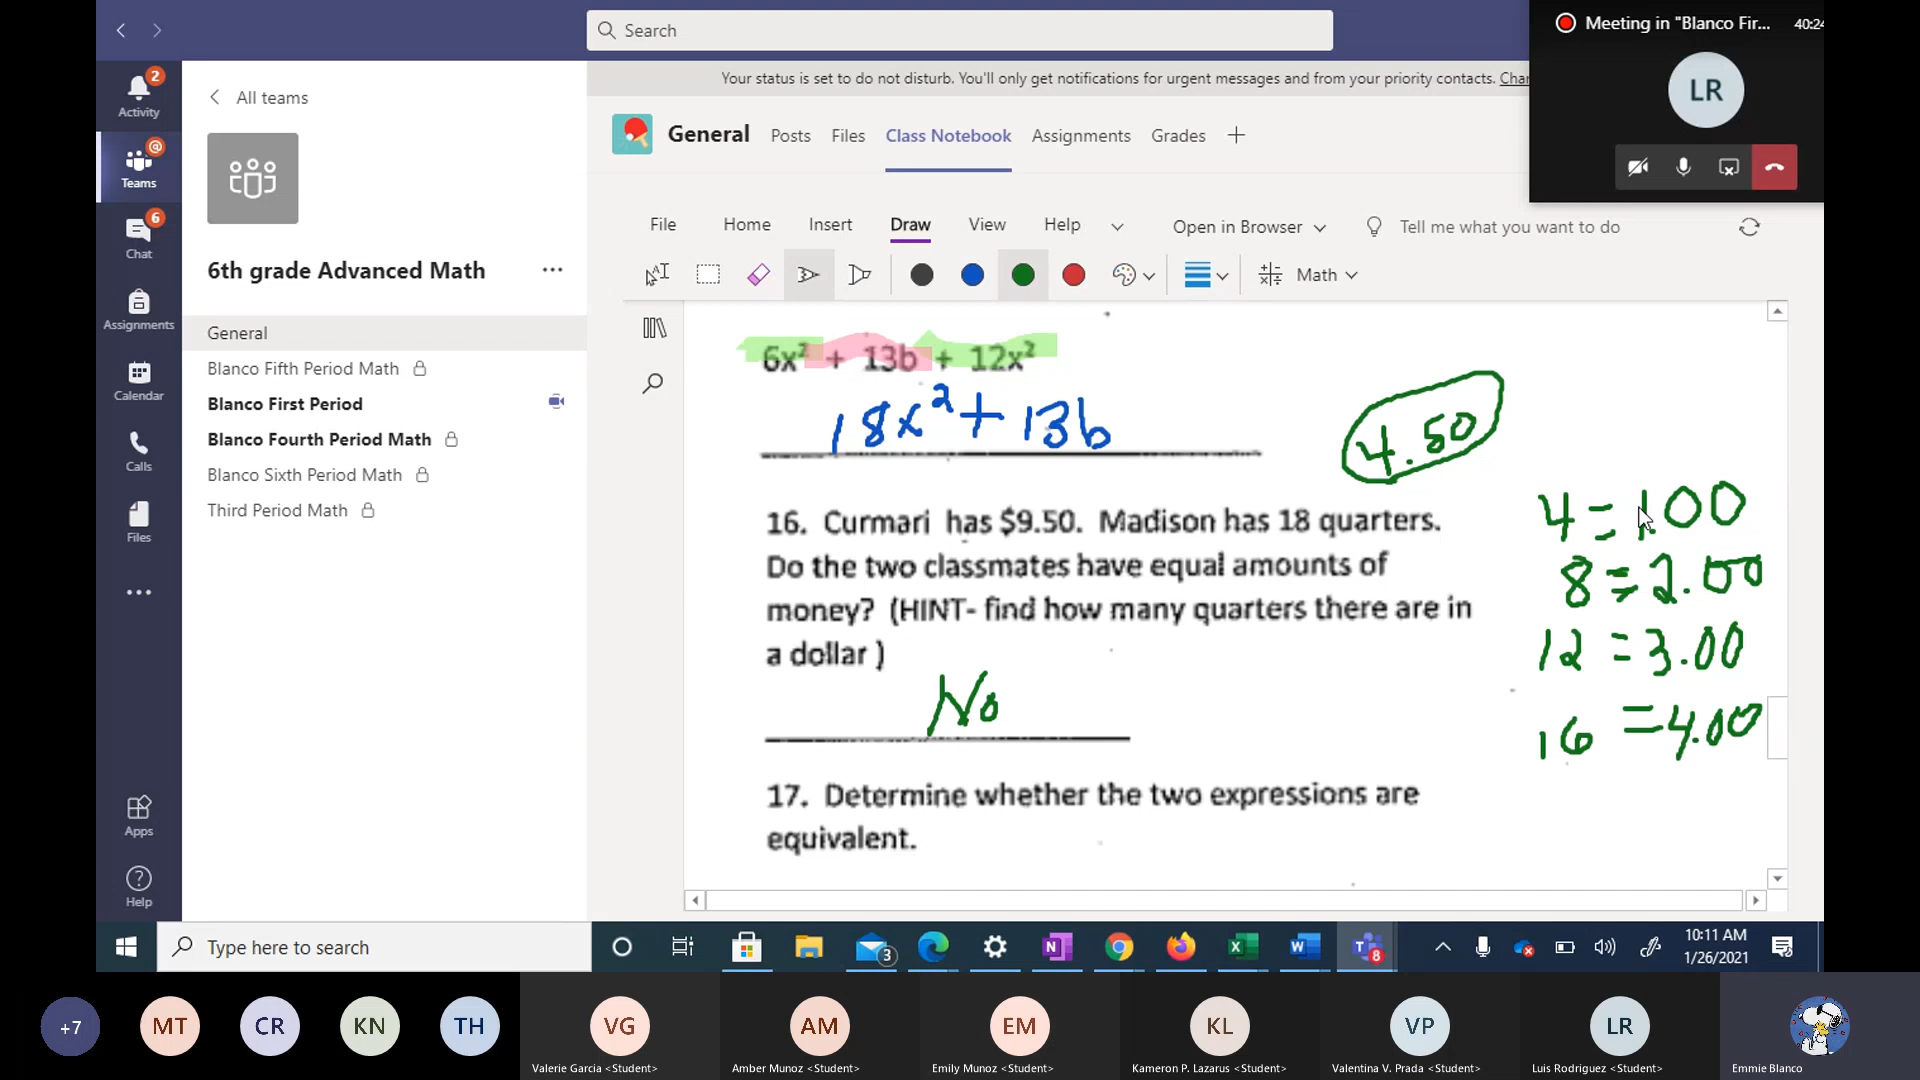 Search
Meeting in "Blanco Fir...
40:24
LR
2
Activity
Teams
6
Chat
Assignments
Calendar
Calls
Files
Apps
Help
All teams
6th grade Advanced Math
General
Blanco Fifth Period Math
Blanco First Period
Blanco Fourth Period Math
Blanco Sixth Period Math
Third Period Math
Your status is set to do not disturb. You'll only get notifications for urgent messages and from your priority contacts.
General Posts Files Class Notebook Assignments Grades
File Home Insert Draw View Help Open in Browser Tell me what you want to do
Math
6x² + 13b + 12x²
18x² + 13b
4.50
16. Curmari has $9.50. Madison has 18 quarters.
Do the two classmates have equal amounts of
money? (HINT- find how many quarters there are in
a dollar )
No
4 = 1.00
8 = 2.00
12 = 3.00
16 = 4.00
17. Determine whether the two expressions are
equivalent.
Type here to search
3
8
10:11 AM
1/26/2021
+7
MT
CR
KN
TH
VG
Valerie Garcia <Student>
AM
Amber Munoz <Student>
EM
Emily Munoz <Student>
KL
Kameron P. Lazarus <Student>
VP
Valentina V. Prada <Student>
LR
Luis Rodriguez <Student>
Emmie Blanco